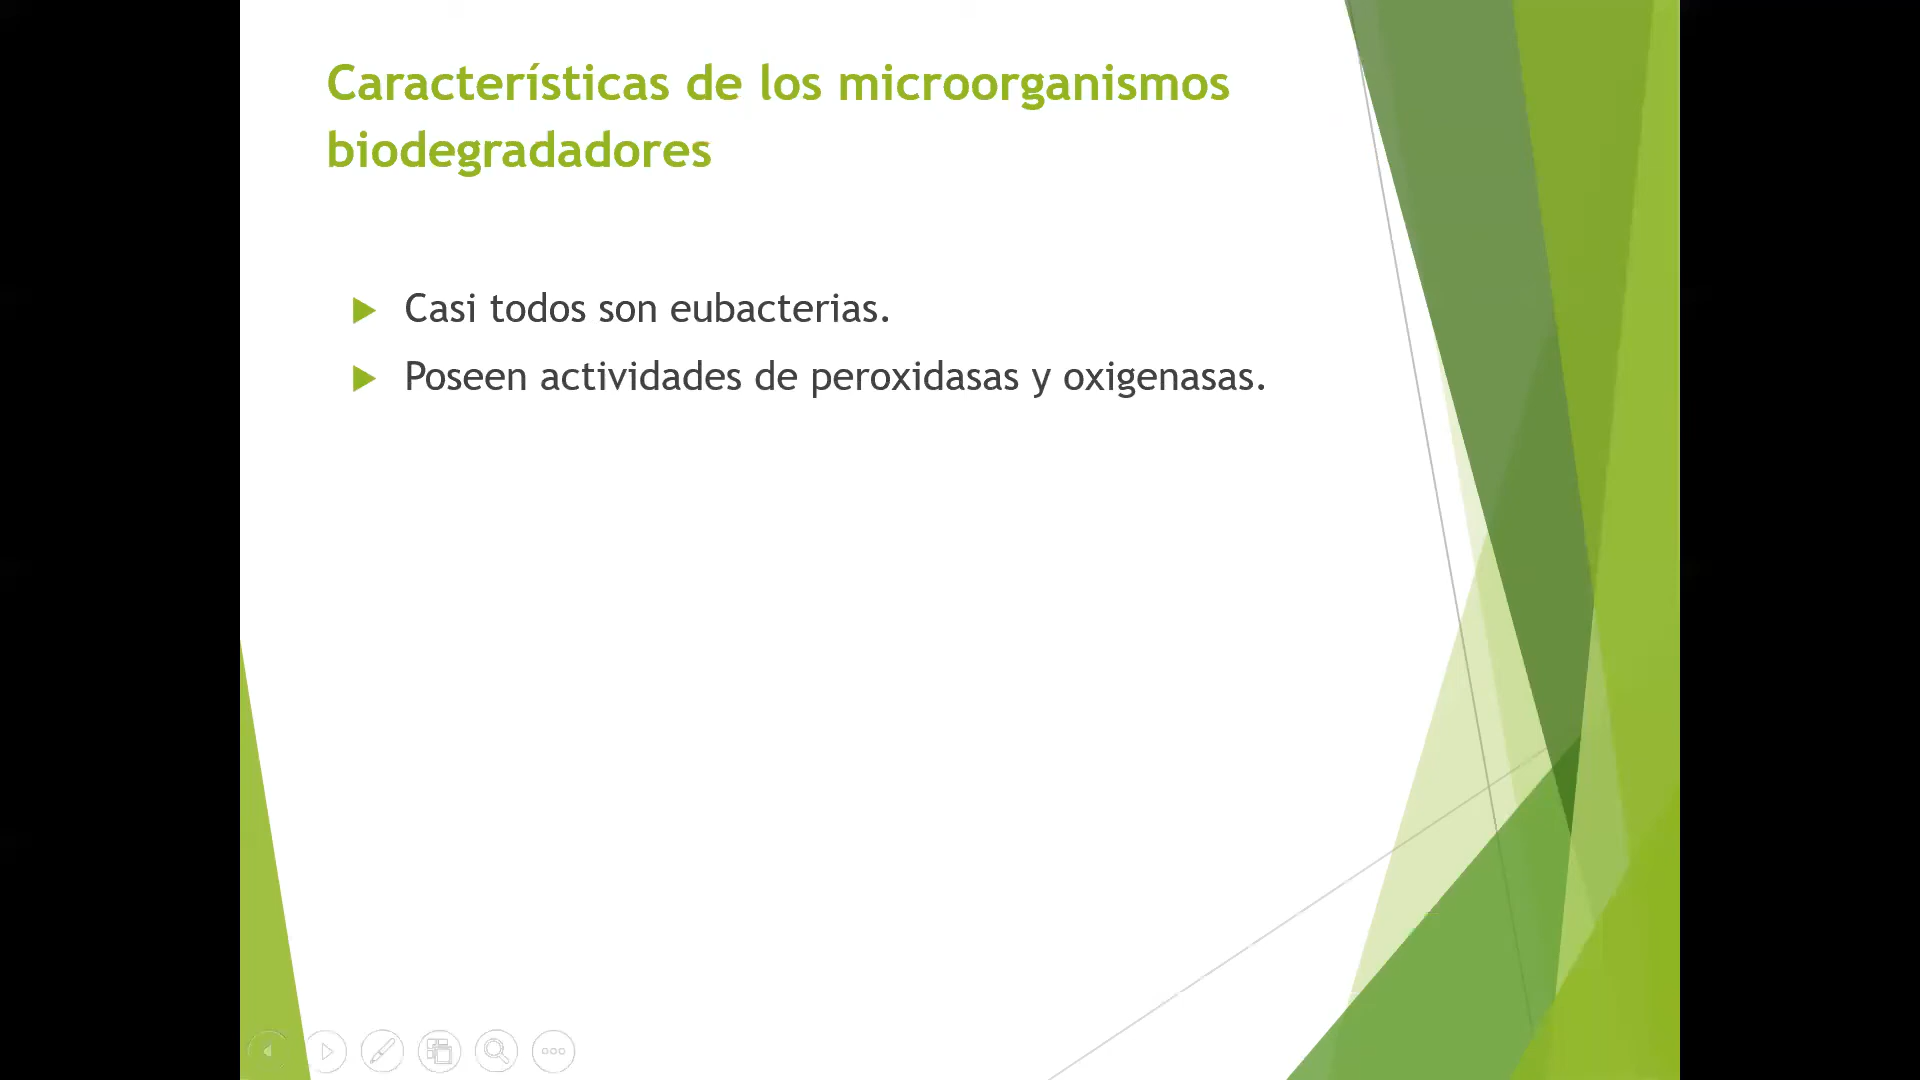 Características de los microorganismos
biodegradadores
Casi todos son eubacterias.
Poseen actividades de peroxidasas y oxigenasas.